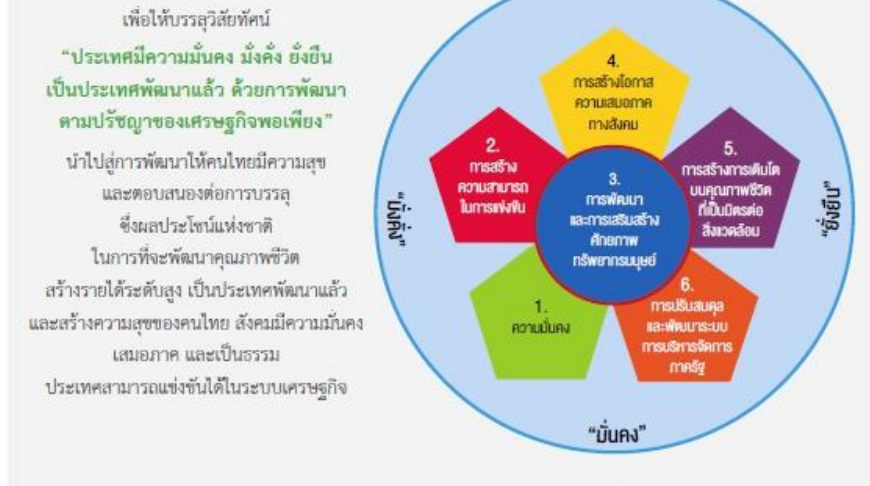 เพื่อให้บรรลุวิสัยทัศน์
“ประเทศมีความมั่นคง มั่งคั่ง ยั่งยืน
เป็นประเทศพัฒนาแล้ว ด้วยการพัฒนา
ตามปรัชญาของเศรษฐกิจพอเพียง”
นำไปสู่การพัฒนาให้คนไทยมีความสุข
และตอบสนองต่อการบรรลุ
ซึ่งผลประโยชน์แห่งชาติ
ในการที่จะพัฒนาคุณภาพชีวิต
สร้างรายได้ระดับสูง เป็นประเทศพัฒนาแล้ว
และสร้างความสุขของคนไทย สังคมมีความมั่นคง
เสมอภาค และเป็นธรรม
ประเทศสามารถแข่งขันได้ในระบบเศรษฐกิจ
4.
การสร้างโอกาส
ความเสมอภาค
ทางสังคม
2.
การสร้าง
ความสามารถ
ในการแข่งขัน
3.
การพัฒนา
และการเสริมสร้าง
ศักยภาพ
ทรัพยากรมนุษย์
5.
การสร้างการเติบโต
บนคุณภาพชีวิต
ที่เป็นมิตรต่อ
สิ่งแวดล้อม
1.
ความมั่นคง
6.
การปรับสมดุล
และพัฒนาระบบ
การบริหารจัดการ
ภาครัฐ
“มั่งคั่ง”
“ยั่งยืน”
“มั่นคง”